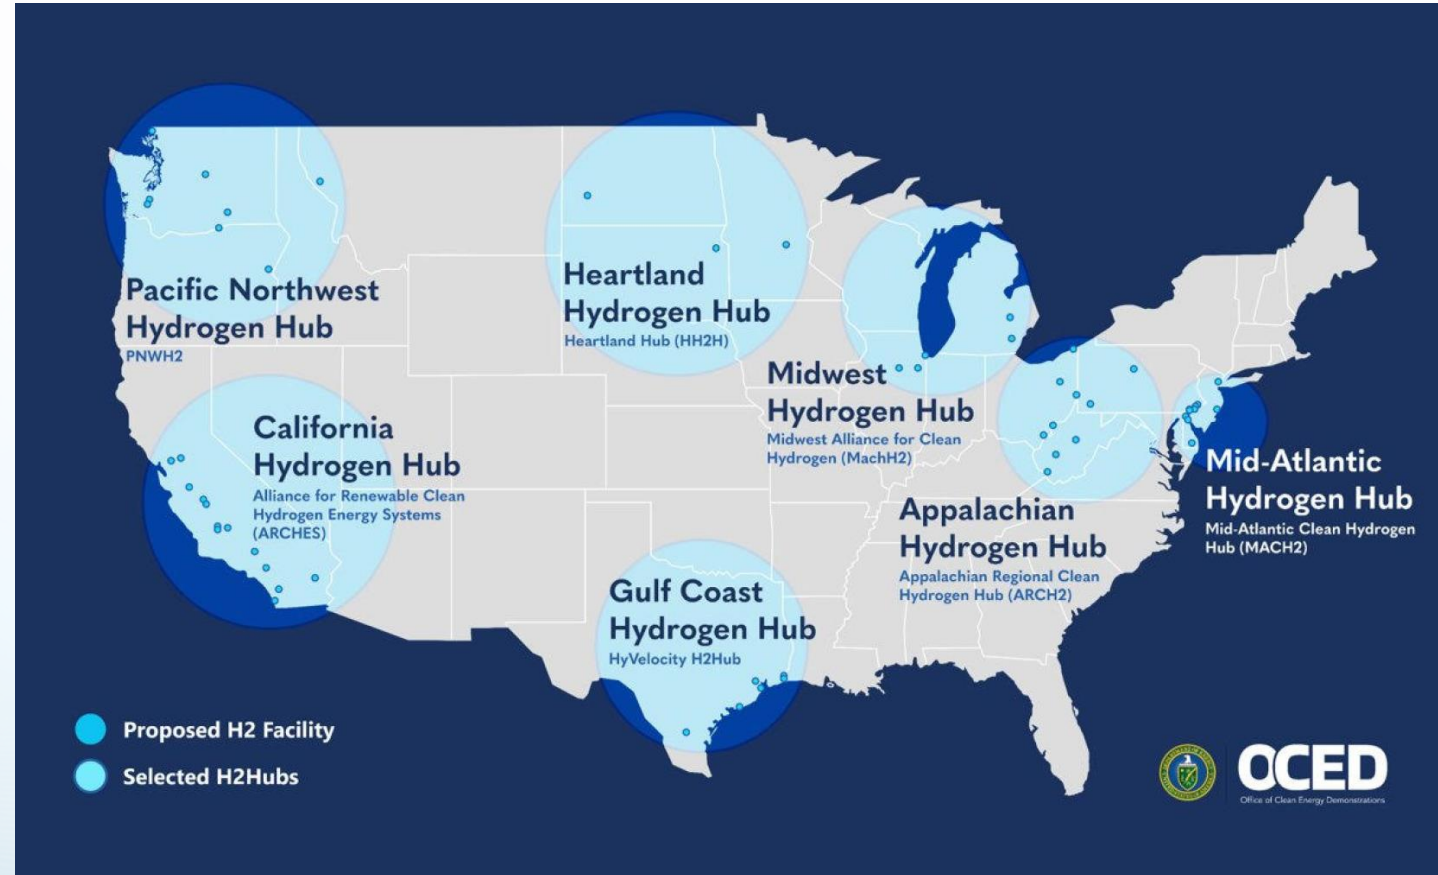 Pacific Northwest
Hydrogen Hub
PNWH2
Heartland
Hydrogen Hub
Heartland Hub (HH2H)
Midwest
Hydrogen Hub
Midwest Alliance for Clean
Hydrogen (MachH2)
California
Hydrogen Hub
Alliance for Renewable Clean
Hydrogen Energy Systems
(ARCHES)
Mid-Atlantic
Hydrogen Hub
Mid-Atlantic Clean Hydrogen
Hub (MACH2)
Appalachian
Hydrogen Hub
Appalachian Regional Clean
Hydrogen Hub (ARCH2)
Gulf Coast
Hydrogen Hub
HyVelocity H2Hub
Proposed H2 Facility
Selected H2Hubs
OCED
Office of Clean Energy Demonstrations